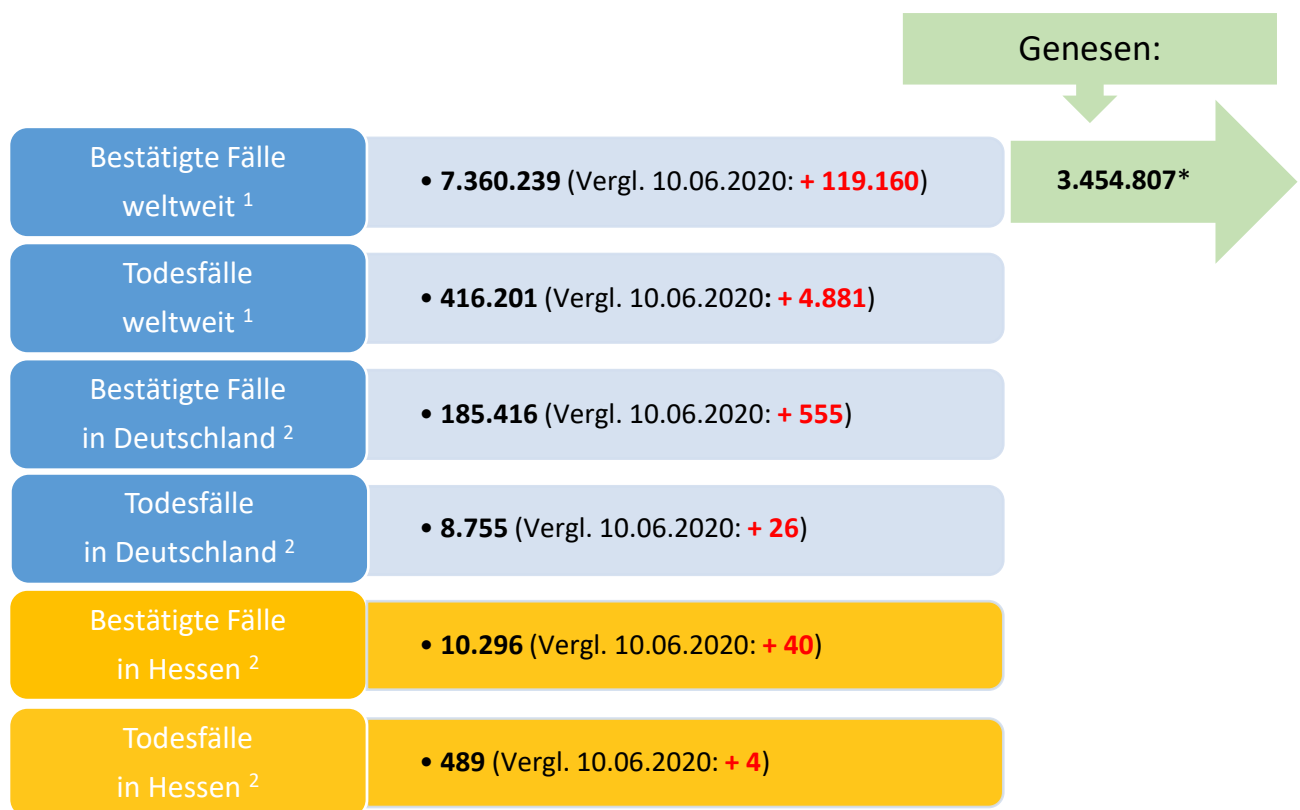 Genesen:
Bestätigte Fälle
weltweit ¹
• 7.360.239 (Vergl. 10.06.2020: + 119.160)
3.454.807*
Todesfälle
weltweit ¹
• 416.201 (Vergl. 10.06.2020: + 4.881)
Bestätigte Fälle
in Deutschland ²
• 185.416 (Vergl. 10.06.2020: + 555)
Todesfälle
in Deutschland ²
• 8.755 (Vergl. 10.06.2020: + 26)
Bestätigte Fälle
in Hessen ²
• 10.296 (Vergl. 10.06.2020: + 40)
Todesfälle
in Hessen ²
• 489 (Vergl. 10.06.2020: + 4)